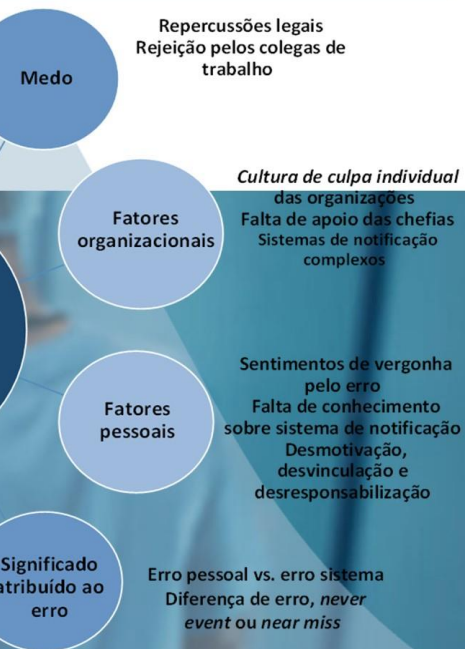 Medo
Repercussões legais
Rejeição pelos colegas de
trabalho
Fatores
organizacionais
Cultura de culpa individual
das organizações
Falta de apoio das chefias
Sistemas de notificação
complexos
Fatores
pessoais
Sentimentos de vergonha
pelo erro
Falta de conhecimento
sobre sistema de notificação
Desmotivação,
desvinculação e
desresponsabilização
Significado
atribuído ao
erro
Erro pessoal vs. erro sistema
Diferença de erro, never
event ou near miss